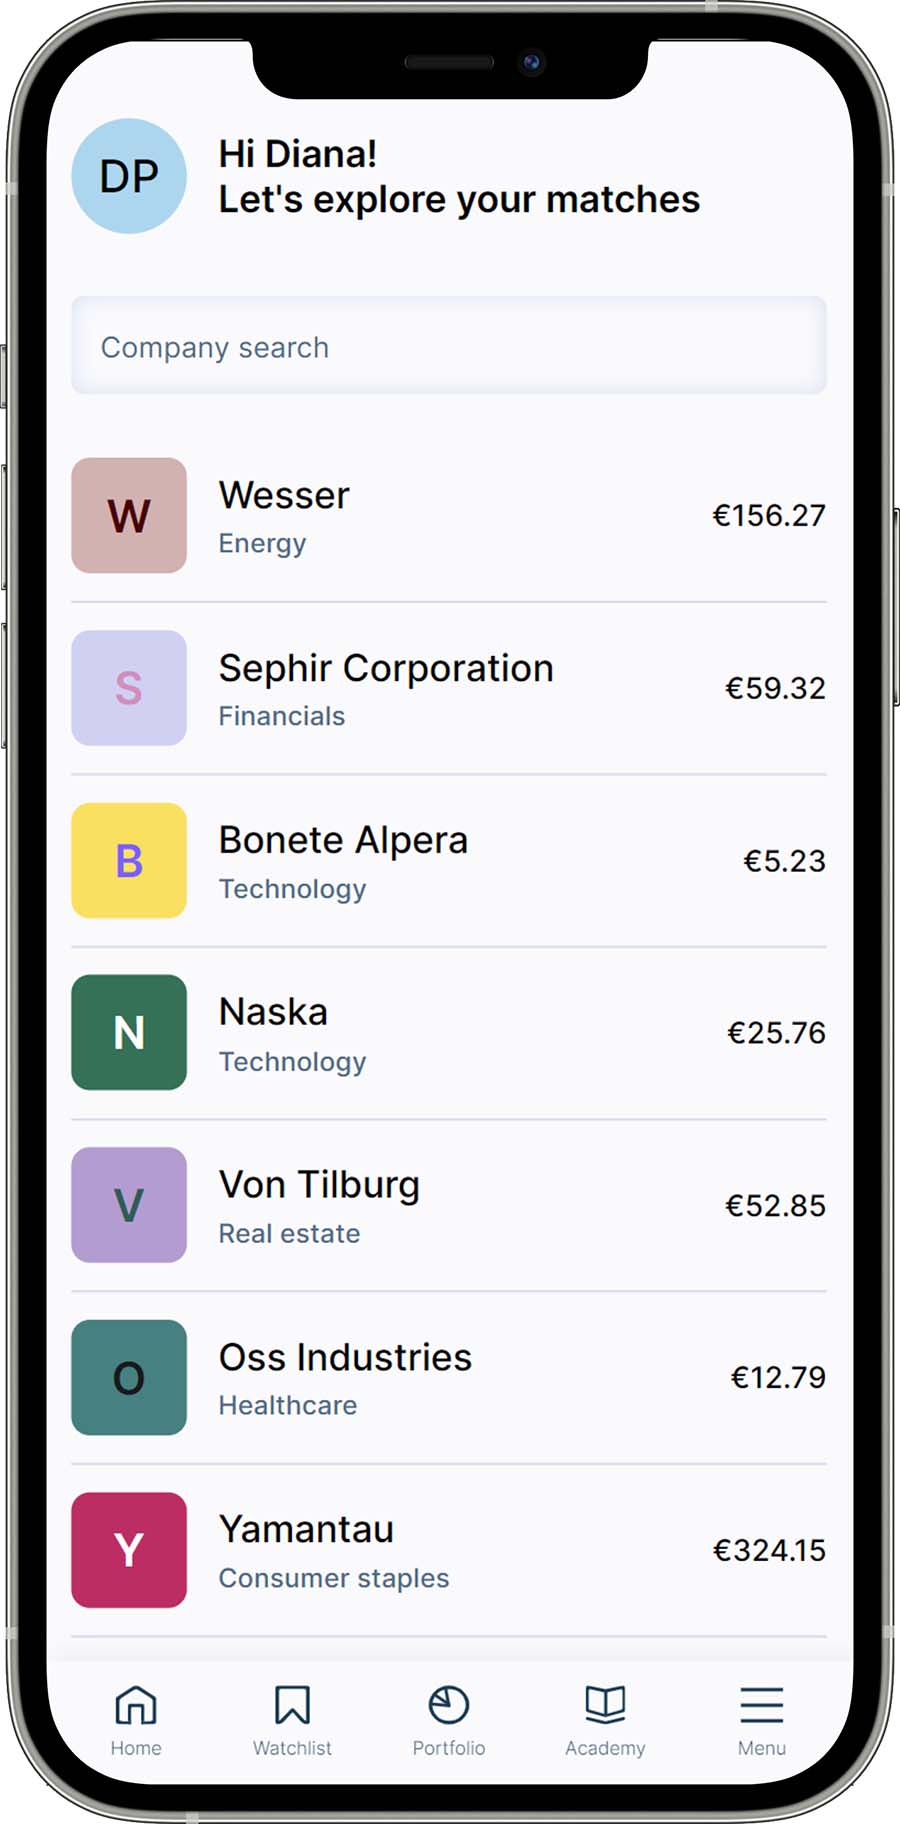 DP
Hi Diana!
Let's explore your matches
Company search
W
Wesser
Energy
€156.27
S
Sephir Corporation
Financials
€59.32
B
Bonete Alpera
Technology
€5.23
N
Naska
Technology
€25.76
V
Von Tilburg
Real estate
€52.85
O
Oss Industries
Healthcare
€12.79
Y
Yamantau
Consumer staples
€324.15
Home
Watchlist
Portfolio
Academy
Menu